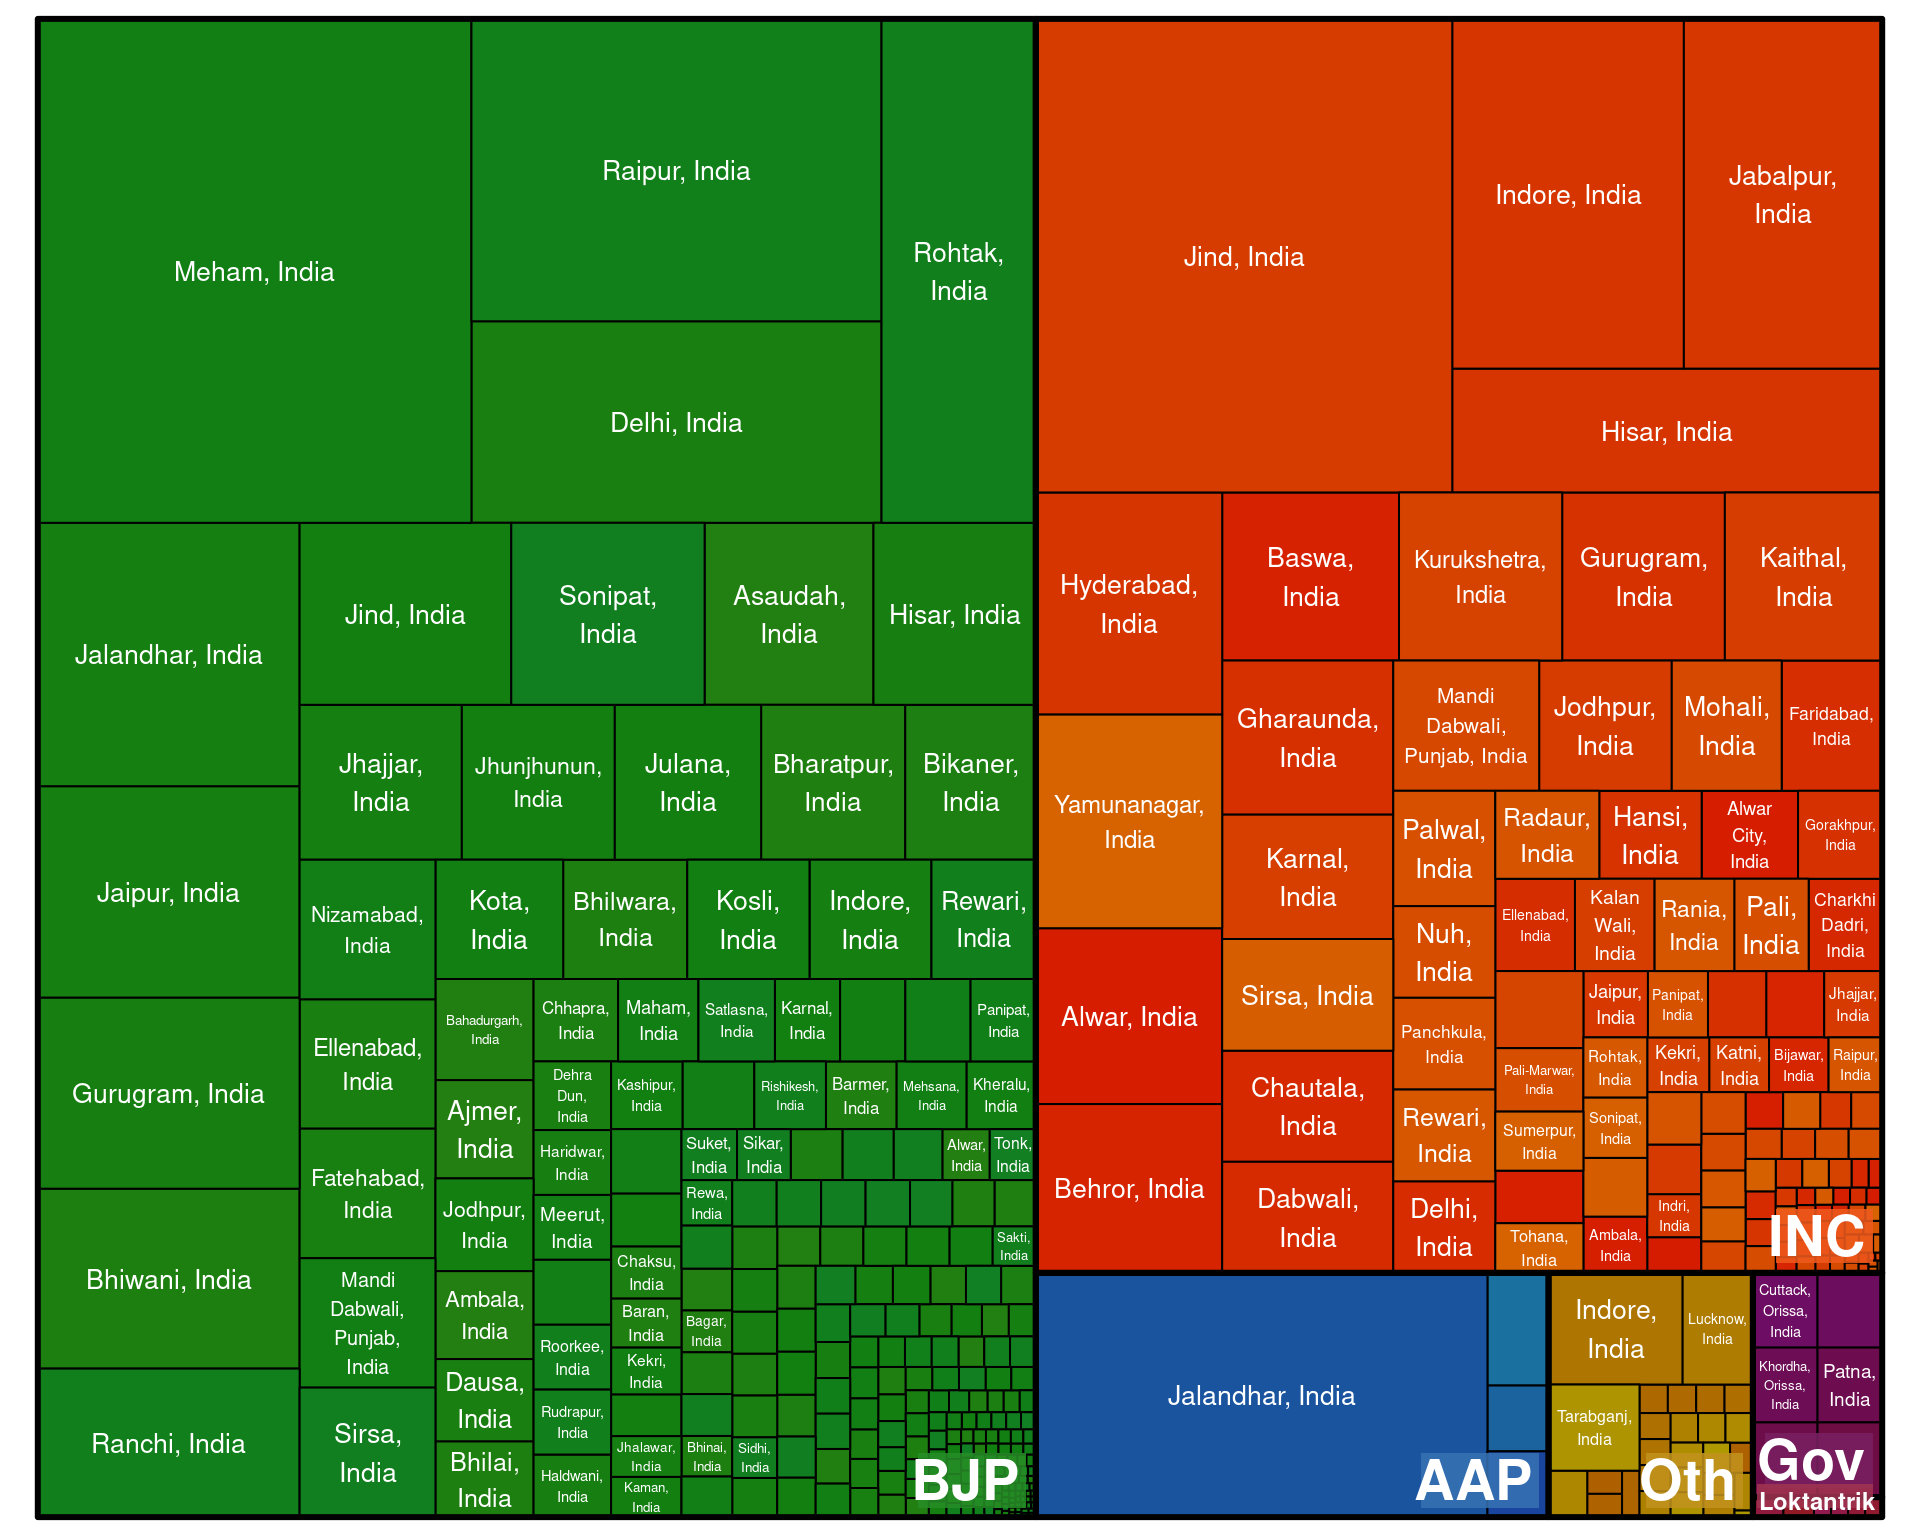 Meham, India
Raipur, India
Delhi, India
Rohtak,
India
Jalandhar, India
Jaipur, India
Gurugram, India
Bhiwani, India
Ranchi, India
Jind, India
Sonipat,
India
Asaudah,
India
Hisar, India
Jhajjar,
India
Jhunjhunun,
India
Julana,
India
Bharatpur,
India
Bikaner,
India
Nizamabad,
India
Ellenabad,
India
Fatehabad,
India
Mandi
Dabwali,
Punjab,
India
Sirsa,
India
Kota,
India
Bhilwara,
India
Kosli,
India
Indore,
India
Rewari,
India
Bahadurgarh,
India
Ajmer,
India
Jodhpur,
India
Ambala,
India
Dausa,
India
Bhilai,
India
Chhapra,
India
Maham,
India
Satlasna,
India
Karnal,
India
Panipat,
India
Dehra
Dun,
India
Haridwar,
India
Meerut,
India
Roorkee,
India
Rudrapur,
India
Haldwani,
India
Kashipur,
India
Rishikesh,
India
Barmer,
India
Mehsana,
India
Kheralu,
India
Chaksu,
India
Baran,
India
Kekri,
India
Jhalawar,
India
Kaman,
India
Suket,
India
Sikar,
India
Alwar,
India
Tonk,
India
Rewa,
India
Sakti,
India
Bagar,
India
Bhinai,
India
Sidhi,
India
BJP
Jind, India
Indore, India
Jabalpur,
India
Hisar, India
Hyderabad,
India
Yamunanagar,
India
Alwar, India
Behror, India
Baswa,
India
Kurukshetra,
India
Gurugram,
India
Kaithal,
India
Gharaunda,
India
Karnal,
India
Sirsa, India
Chautala,
India
Dabwali,
India
Mandi
Dabwali,
Punjab, India
Jodhpur,
India
Mohali,
India
Faridabad,
India
Palwal,
India
Nuh,
India
Panchkula,
India
Rewari,
India
Delhi,
India
Radaur,
India
Hansi,
India
Alwar
City,
India
Gorakhpur,
India
Ellenabad,
India
Kalan
Wali,
India
Rania,
India
Pali,
India
Charkhi
Dadri,
India
Pali-Marwar,
India
Sumerpur,
India
Tohana,
India
Jaipur,
India
Panipat,
India
Jhajjar,
India
Rohtak,
India
Kekri,
India
Katni,
India
Bijawar,
India
Raipur,
India
Sonipat,
India
Ambala,
India
Indri,
India
INC
Jalandhar, India
AAP
Indore,
India
Lucknow,
India
Tarabganj,
India
Oth
Cuttack,
Orissa,
India
Khordha,
Orissa,
India
Patna,
India
Gov
Loktantrik